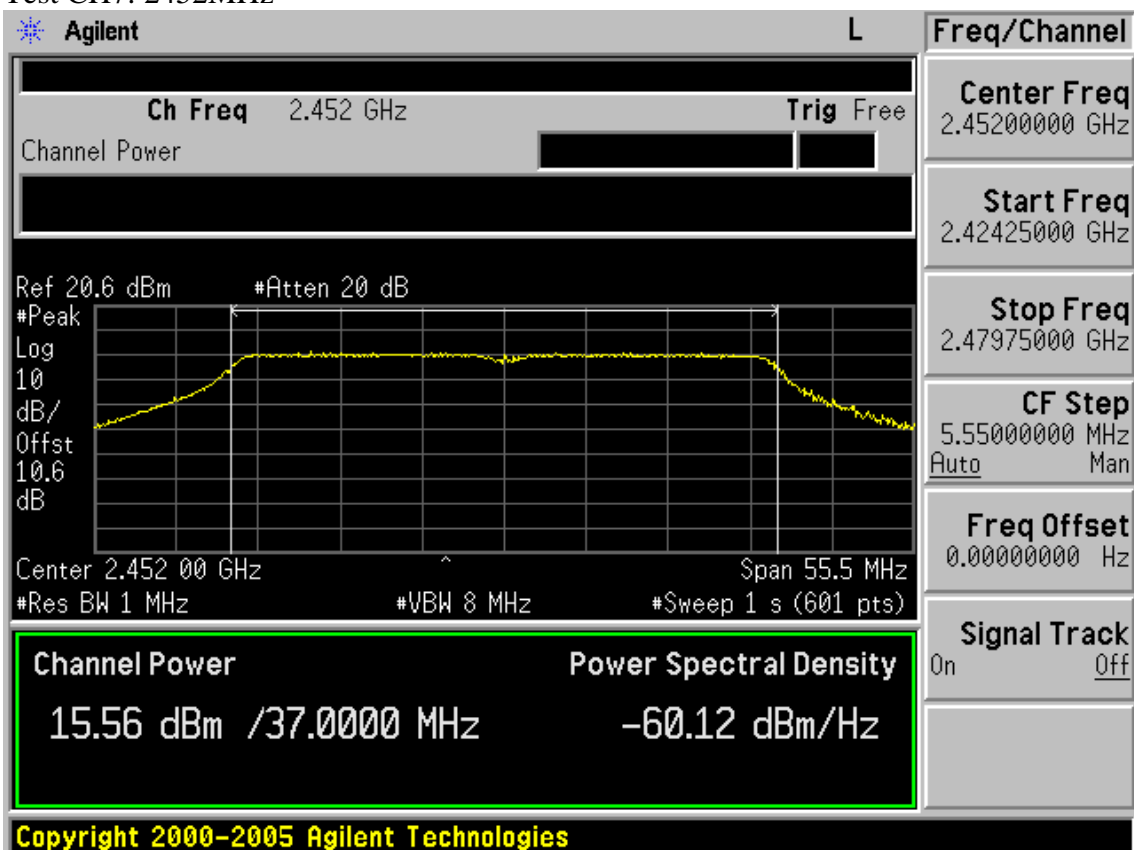 Test CH7: 2452MHz
Agilent L Freq/Channel
Ch Freq 2.452 GHz Trig Free
Channel Power
Center Freq
2.45200000 GHz
Start Freq
2.42425000 GHz
Ref 20.6 dBm #Atten 20 dB
#Peak
Log
10
dB/
Offst
10.6
dB
Stop Freq
2.47975000 GHz
CF Step
5.55000000 MHz
Auto Man
Freq Offset
0.00000000 Hz
Center 2.452 00 GHz Span 55.5 MHz
#Res BW 1 MHz #VBW 8 MHz #Sweep 1 s (601 pts)
Signal Track
On Off
Channel Power Power Spectral Density
15.56 dBm /37.0000 MHz -60.12 dBm/Hz
Copyright 2000-2005 Agilent Technologies